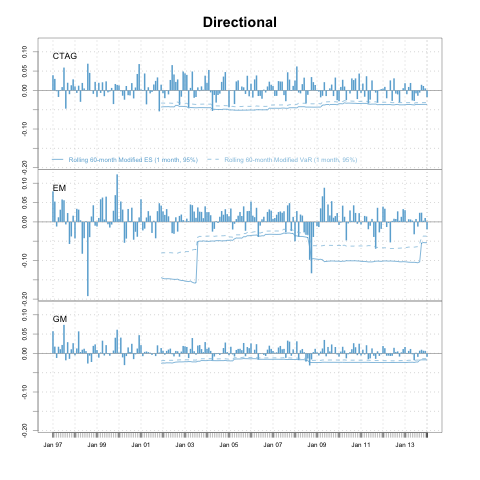 Directional
CTAG
0.10
0.05
0.00
-0.10
-0.20
Rolling 60-month Modified ES (1 month, 95%) Rolling 60-month Modified VaR (1 month, 95%)
EM
0.10
0.05
0.00
-0.10
-0.20
GM
0.10
0.05
0.00
-0.10
-0.20
Jan 97 Jan 99 Jan 01 Jan 03 Jan 05 Jan 07 Jan 09 Jan 11 Jan 13